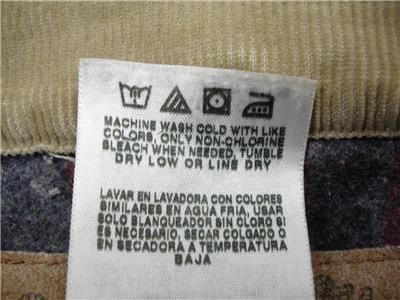 MACHINE WASH COLD WITH LIKE
COLORS, ONLY NON-CHLORINE
BLEACH WHEN NEEDED, TUMBLE
DRY LOW OR LINE DRY
LAVAR EN LAVADORA CON COLORES
SIMILARES EN AGUA FRIA, USAR
SOLO BLANQUEADOR SIN CLORO SI
ES NECESARIO, SECAR COLGADO O
EN SECADORA A TEMPERATURA
BAJA